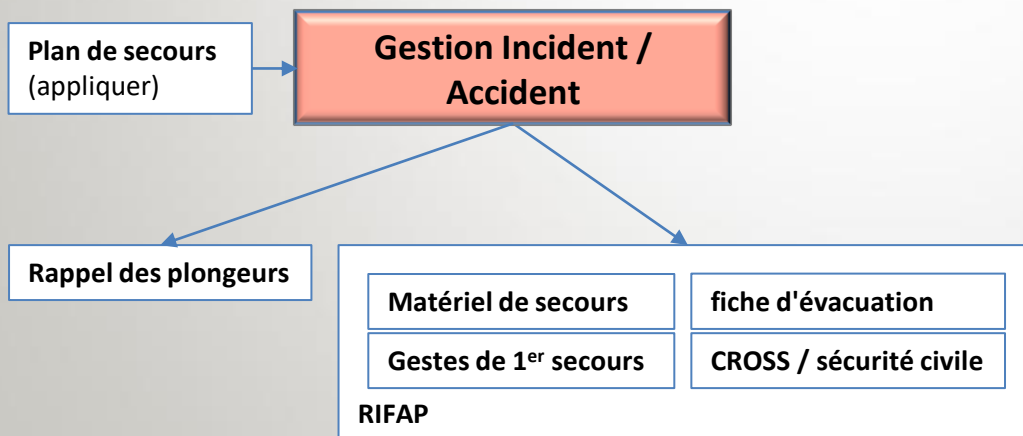 Plan de secours
(appliquer)
Gestion Incident /
Accident
Rappel des plongeurs
Matériel de secours
fiche d'évacuation
Gestes de 1er secours
CROSS / sécurité civile
RIFAP